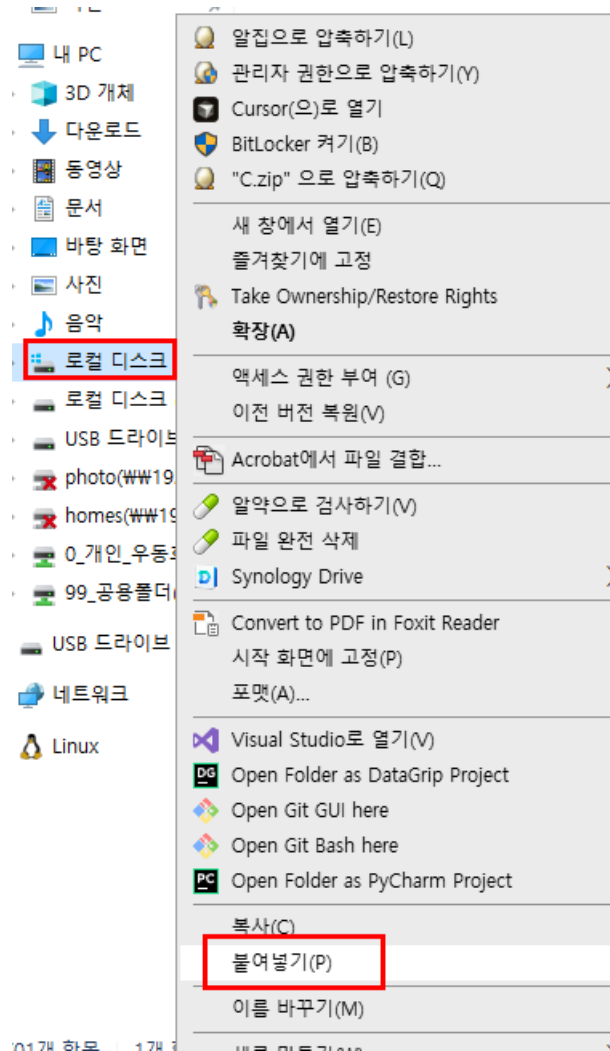 내 PC
3D 개체
다운로드
동영상
문서
바탕 화면
사진
음악
로컬 디스크
로컬 디스크
USB 드라이브
photo(₩₩19
homes(₩₩19
0_개인_우동
99_공용폴더(
USB 드라이브
네트워크
Linux
알집으로 압축하기(L)
관리자 권한으로 압축하기(Y)
Cursor(으)로 열기
BitLocker 켜기(B)
"C.zip" 으로 압축하기(Q)
새 창에서 열기(E)
즐겨찾기에 고정
Take Ownership/Restore Rights
확장(A)
액세스 권한 부여 (G)
이전 버전 복원(V)
Acrobat에서 파일 결합...
알약으로 검사하기(V)
파일 완전 삭제
Synology Drive
Convert to PDF in Foxit Reader
시작 화면에 고정(P)
포맷(A)...
Visual Studio로 열기(V)
DG
Open Folder as DataGrip Project
Open Git GUI here
Open Git Bash here
PC
Open Folder as PyCharm Project
복사(C)
붙여넣기(P)
이름 바꾸기(M)